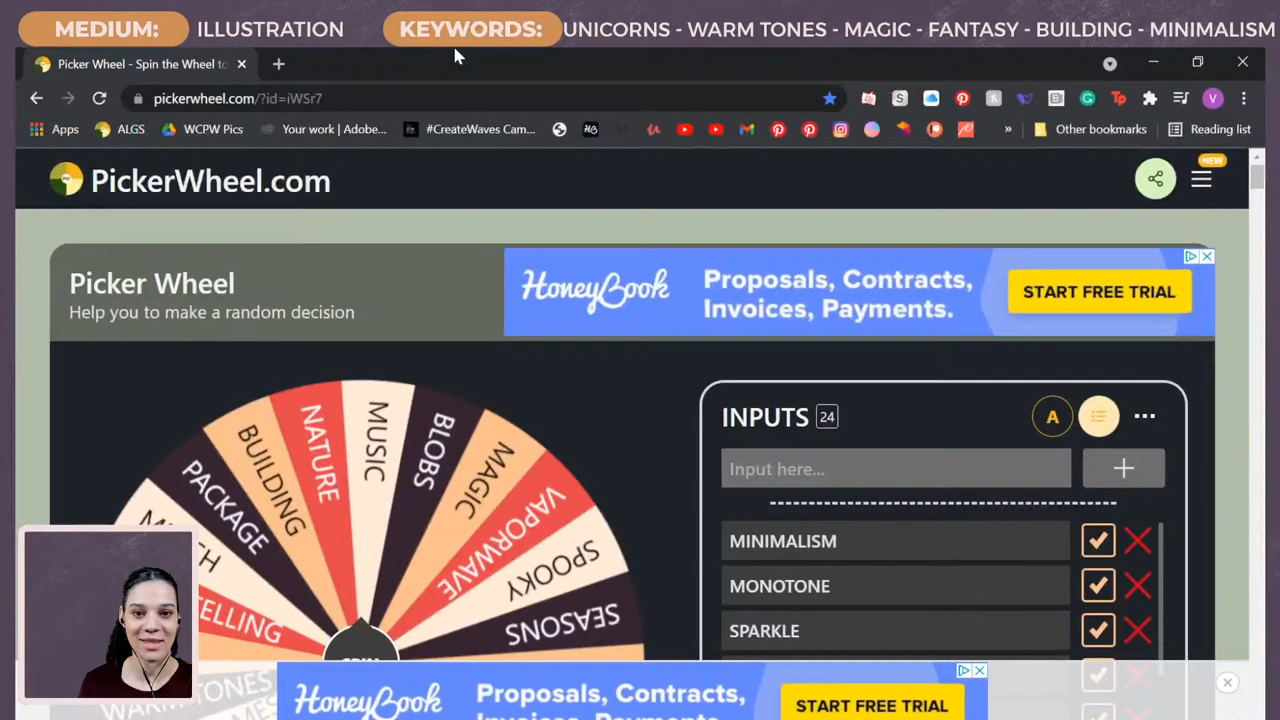 MEDIUM: ILLUSTRATION KEYWORDS: UNICORNS - WARM TONES - MAGIC - FANTASY - BUILDING - MINIMALISM
Picker Wheel - Spin the Wheel to
pickerwheel.com/?id=iWSr7
Apps ALGS WCPW Pics Your work | Adobe... #CreateWaves Cam... Other bookmarks Reading list
NEW
PickerWheel.com
Picker Wheel
Help you to make a random decision
HoneyBook
Proposals, Contracts,
Invoices, Payments.
START FREE TRIAL
PACKAGE
BUILDING
NATURE
MUSIC
BLOBS
MAGIC
VAPORWAVE
SPOOKY
SEASONS
WARM TONES
SPIN
INPUTS 24
A
Input here...
MINIMALISM
MONOTONE
SPARKLE
HoneyBook
Proposals, Contracts,
START FREE TRIAL